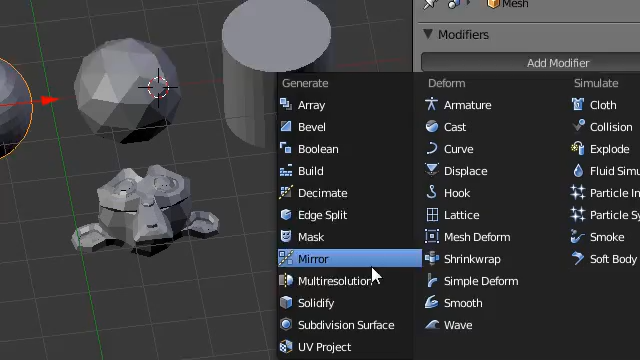 Mesh
Modifiers
Add Modifier
Generate
Array
Bevel
Boolean
Build
Decimate
Edge Split
Mask
Mirror
Multiresolution
Solidify
Subdivision Surface
UV Project
Deform
Armature
Cast
Curve
Displace
Hook
Lattice
Mesh Deform
Shrinkwrap
Simple Deform
Smooth
Wave
Simulate
Cloth
Collision
Explode
Fluid Simu
Particle In
Particle Sy
Smoke
Soft Body